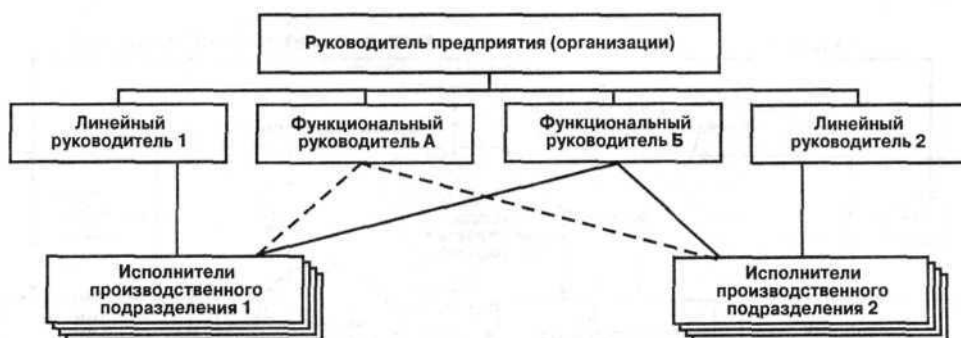 Руководитель предприятия (организации)
Линейный
руководитель 1
Функциональный
руководитель А
Функциональный
руководитель Б
Линейный
руководитель 2
Исполнители
производственного
подразделения 1
Исполнители
производственного
подразделения 2